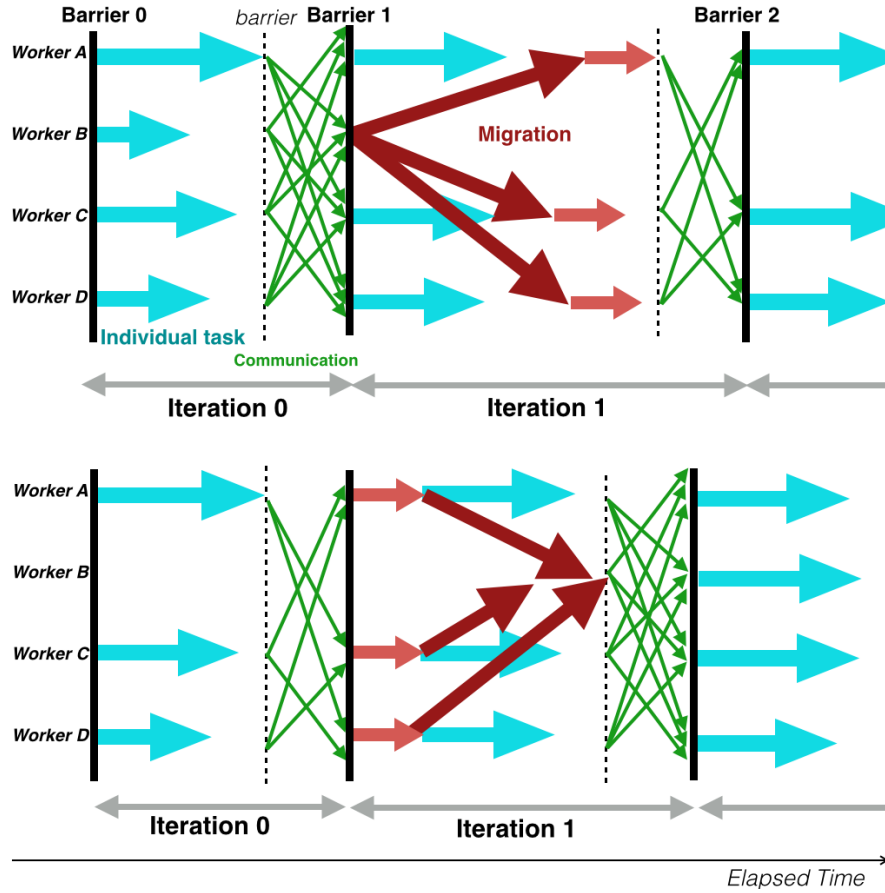 Barrier 0
barrier
Barrier 1
Barrier 2
Worker A
Worker B
Migration
Worker C
Worker D
Individual task
Communication
Iteration 0
Iteration 1
Worker A
Worker B
Worker C
Worker D
Iteration 0
Iteration 1
Elapsed Time